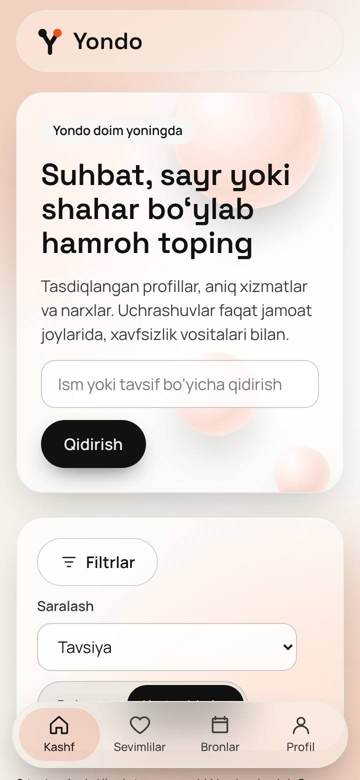 Yondo
Yondo doim yoningda
Suhbat, sayr yoki
shahar bo‘ylab
hamroh toping
Tasdiqlangan profillar, aniq xizmatlar
va narxlar. Uchrashuvlar faqat jamoat
joylarida, xavfsizlik vositalari bilan.
Ism yoki tavsif bo‘yicha qidirish
Qidirish
Filtrlar
Saralash
Tavsiya
Kashf
Sevimlilar
Bronlar
Profil